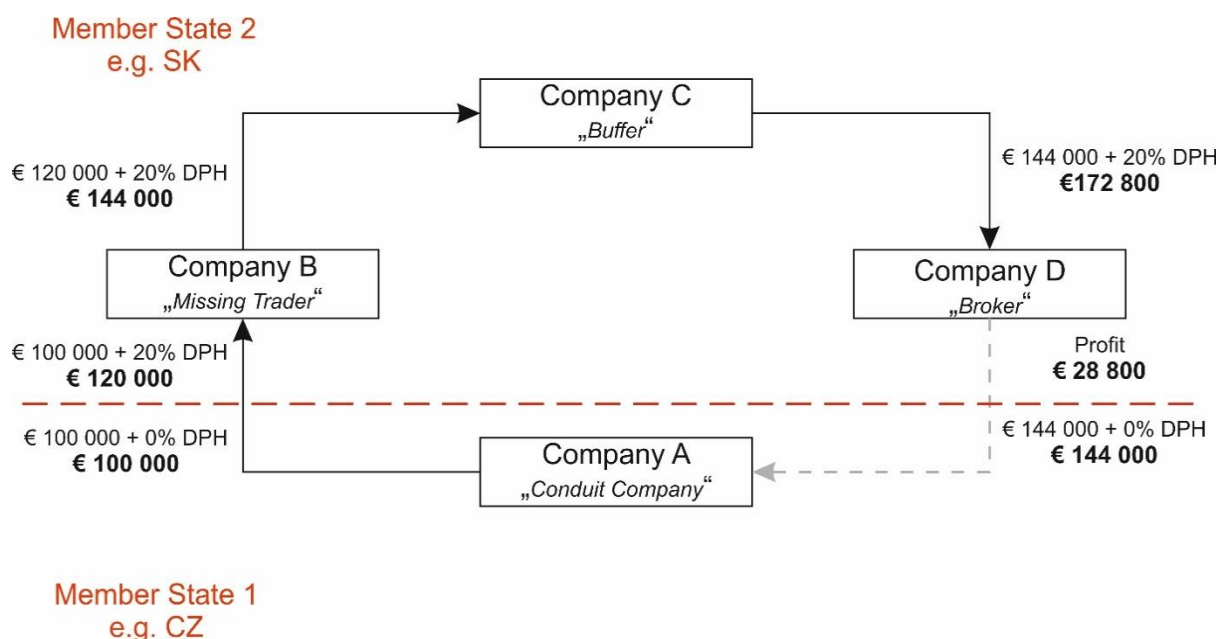 Member State 2
e.g. SK
Company C
„Buffer“
€ 120 000 + 20% DPH
€ 144 000
€ 144 000 + 20% DPH
€172 800
Company B
„Missing Trader“
Company D
„Broker“
€ 100 000 + 20% DPH
€ 120 000
Profit
€ 28 800
€ 100 000 + 0% DPH
€ 100 000
Company A
„Conduit Company“
€ 144 000 + 0% DPH
€ 144 000
Member State 1
e.g. CZ